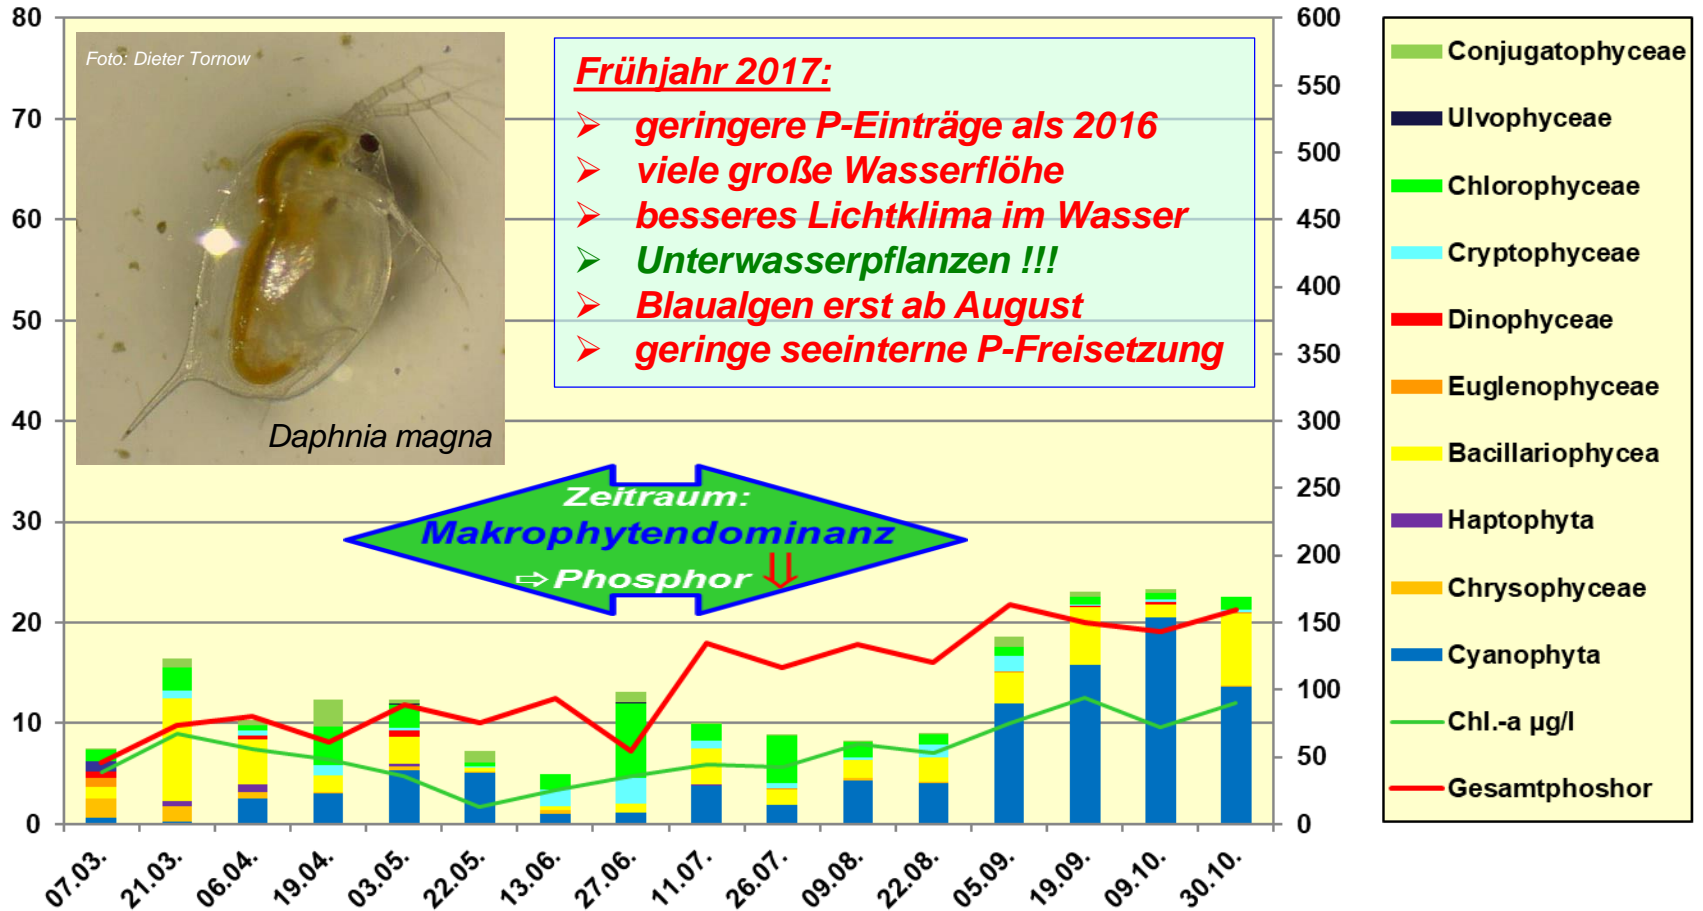 80
70
60
50
40
30
20
10
0
Foto: Dieter Tornow
Daphnia magna
Frühjahr 2017:
➢ geringere P-Einträge als 2016
➢ viele große Wasserflöhe
➢ besseres Lichtklima im Wasser
➢ Unterwasserpflanzen !!!
➢ Blaualgen erst ab August
➢ geringe seeinterne P-Freisetzung
Zeitraum:
Makrophytendominanz
⇨ Phosphor ⇓
600
550
500
450
400
350
300
250
200
150
100
50
0
07.03.
21.03.
06.04.
19.04.
03.05.
22.05.
13.06.
27.06.
11.07.
26.07.
09.08.
22.08.
05.09.
19.09.
09.10.
30.10.
Conjugatophyceae
Ulvophyceae
Chlorophyceae
Cryptophyceae
Dinophyceae
Euglenophyceae
Bacillariophycea
Haptophyta
Chrysophyceae
Cyanophyta
Chl.-a µg/l
Gesamtphoshor